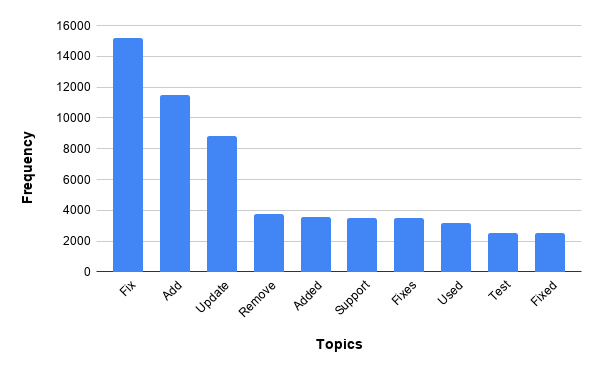 16000
14000
12000
10000
8000
6000
4000
2000
0
Frequency
Fix
Add
Update
Remove
Added
Support
Fixes
Used
Test
Fixed
Topics